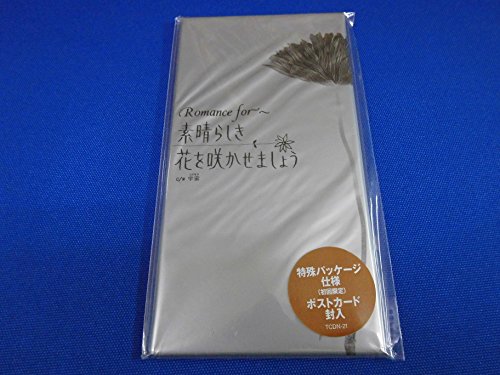 〈Romance for〜〉
素晴らしき
花を咲かせましょう
c/w 宇宙
特殊パッケージ
仕様
(初回限定)
ポストカード
封入
TCDN-21